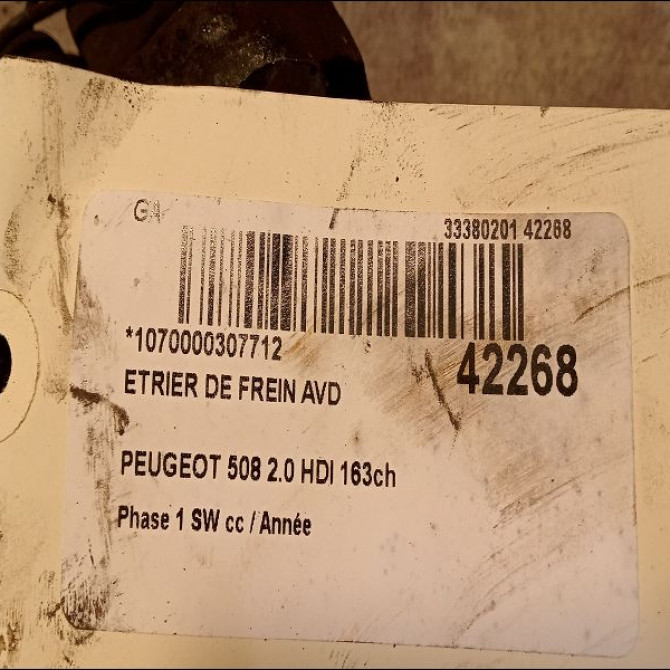 G1
33380201 42268
*1070000307712
42268
ETRIER DE FREIN AVD
PEUGEOT 508 2.0 HDI 163ch
Phase 1 SW cc / Année